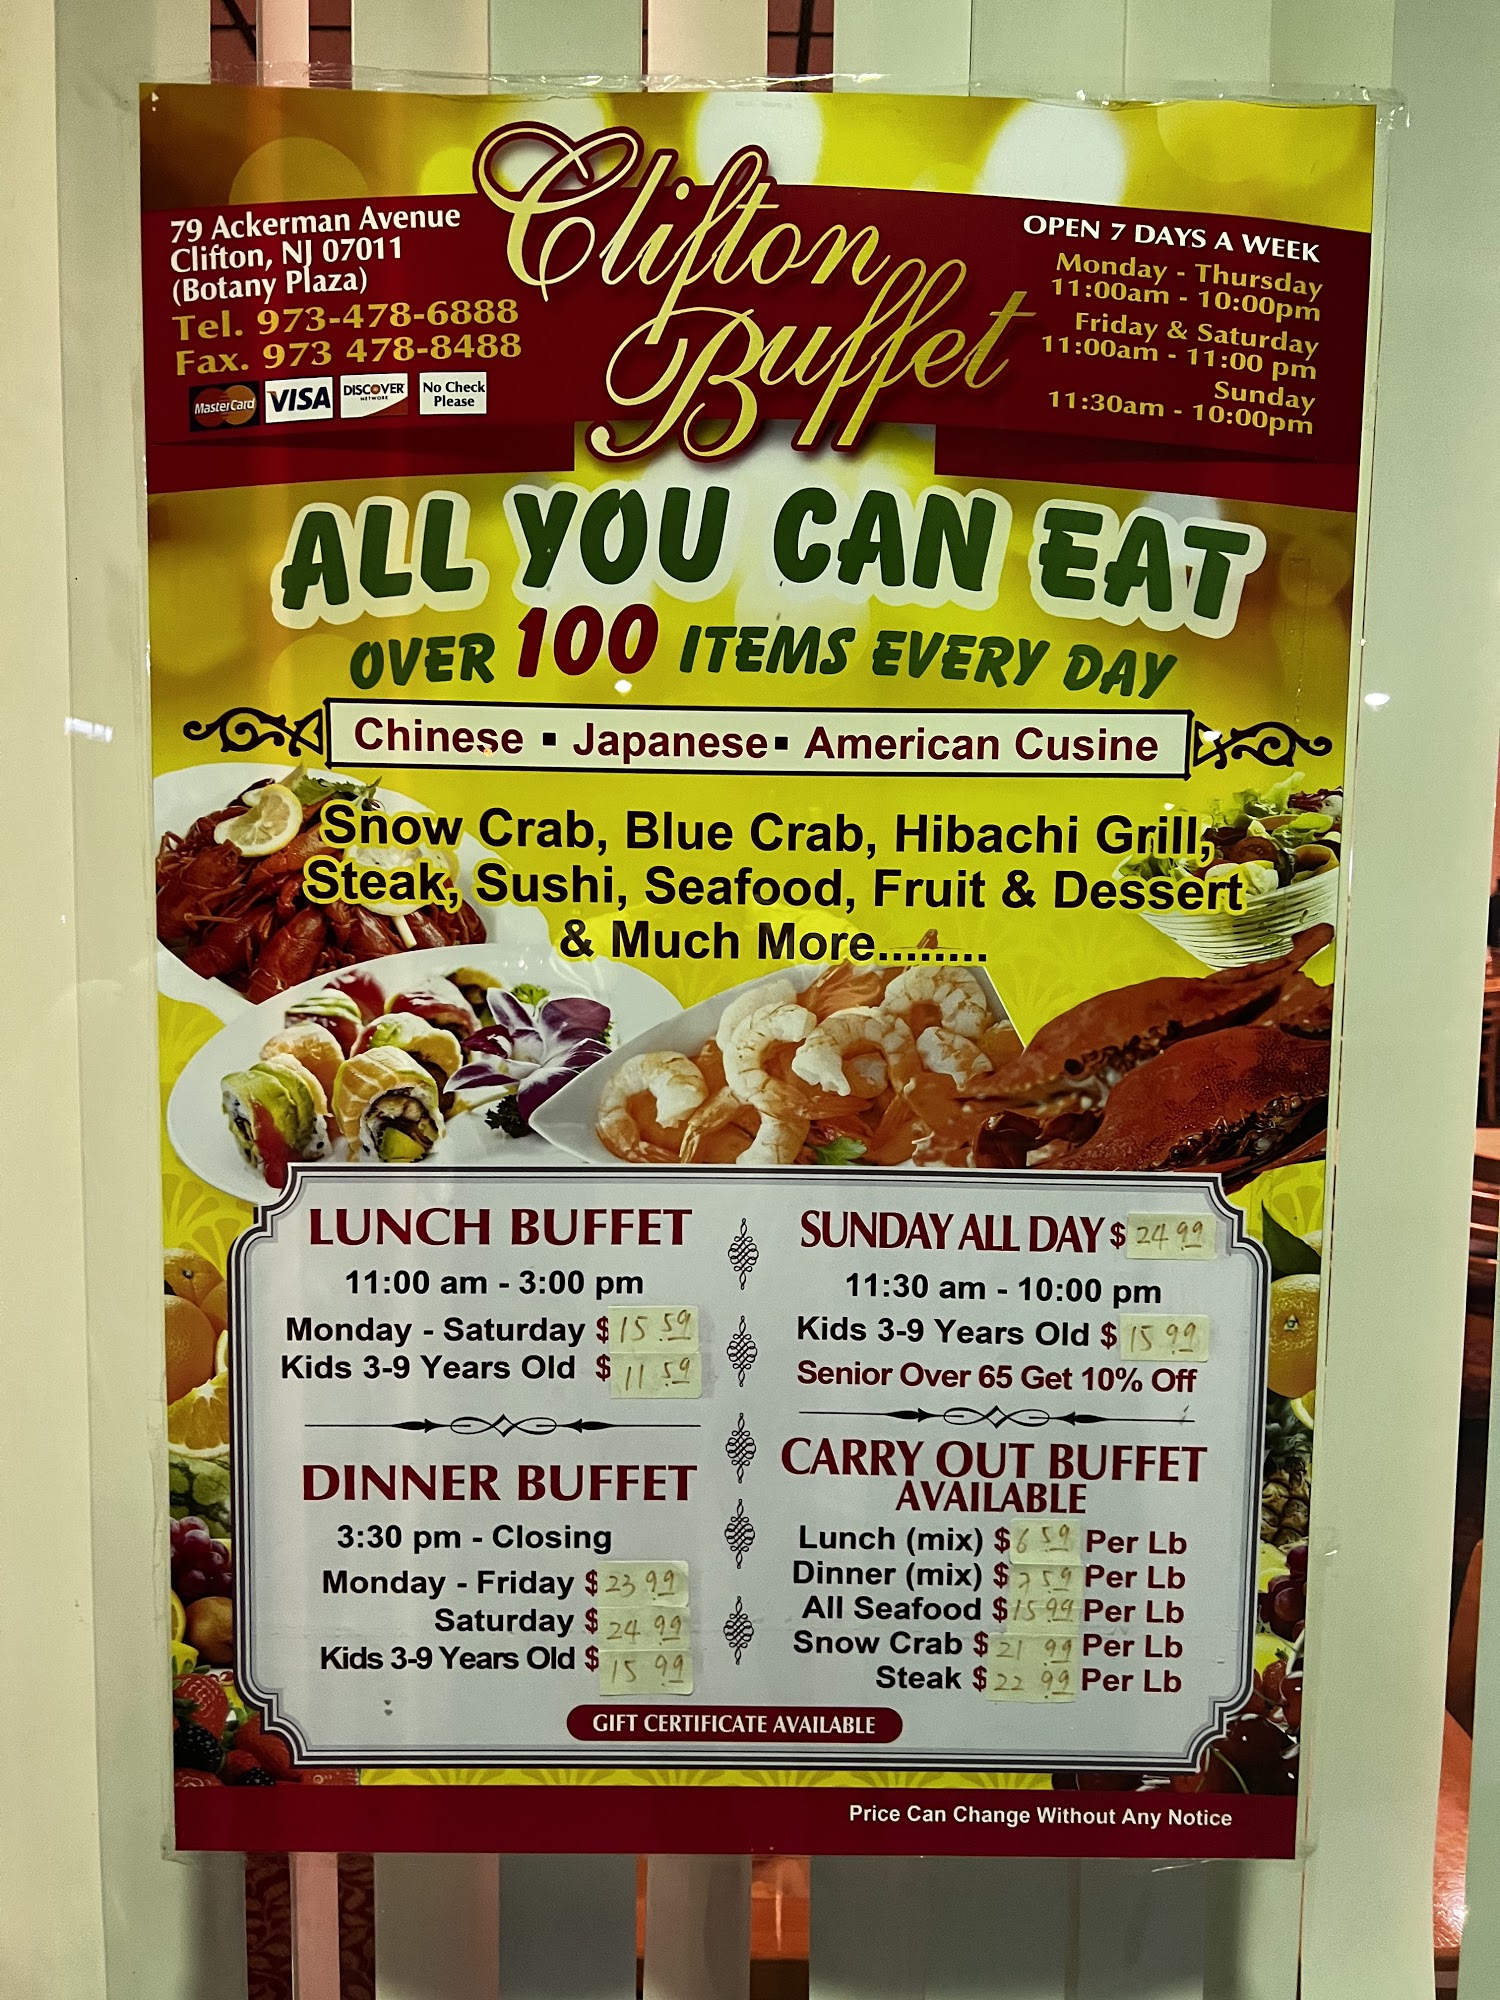 Clifton
Buffet
79 Ackerman Avenue
Clifton, NJ 07011
(Botany Plaza)
Tel. 973-478-6888
Fax. 973 478-8488
MasterCard VISA DISCOVER NETWORK No Check Please
OPEN 7 DAYS A WEEK
Monday - Thursday
11:00am - 10:00pm
Friday & Saturday
11:00am - 11:00 pm
Sunday
11:30am - 10:00pm
ALL YOU CAN EAT
OVER 100 ITEMS EVERY DAY
Chinese ▪ Japanese ▪ American Cusine
Snow Crab, Blue Crab, Hibachi Grill,
Steak, Sushi, Seafood, Fruit & Dessert
& Much More........
LUNCH BUFFET
11:00 am - 3:00 pm
Monday - Saturday $ 15 59
Kids 3-9 Years Old $ 11 59
DINNER BUFFET
3:30 pm - Closing
Monday - Friday $ 23 99
Saturday $ 24 99
Kids 3-9 Years Old $ 15 99
SUNDAY ALL DAY $ 24 99
11:30 am - 10:00 pm
Kids 3-9 Years Old $ 15 99
Senior Over 65 Get 10% Off
CARRY OUT BUFFET
AVAILABLE
Lunch (mix) $ 6 59 Per Lb
Dinner (mix) $ 7 59 Per Lb
All Seafood $ 15 99 Per Lb
Snow Crab $ 21 99 Per Lb
Steak $ 22 99 Per Lb
GIFT CERTIFICATE AVAILABLE
Price Can Change Without Any Notice